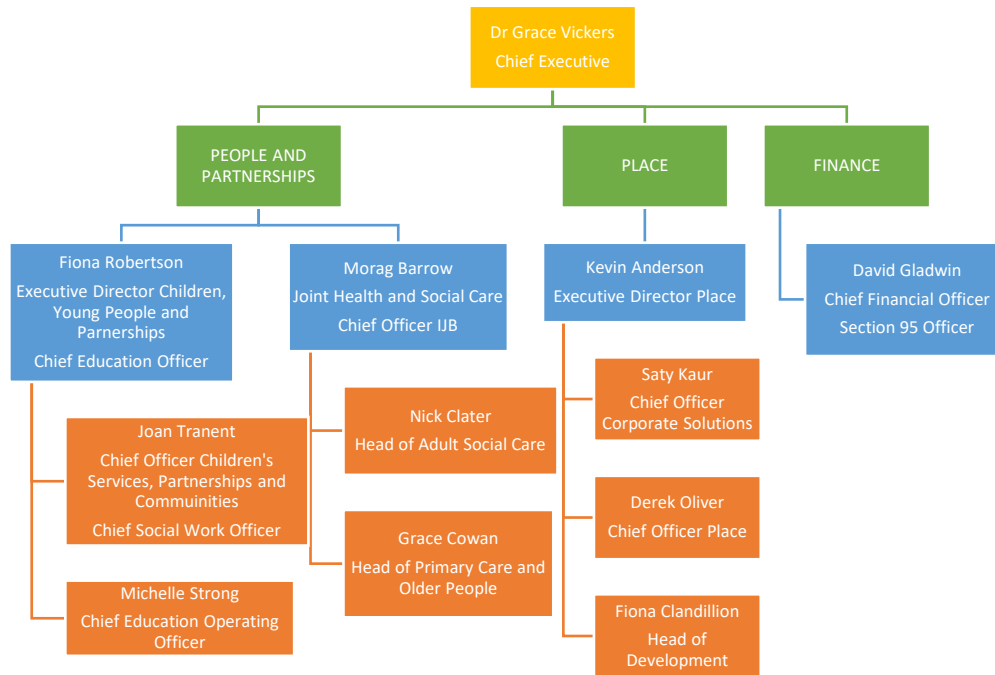 Dr Grace Vickers
Chief Executive
PEOPLE AND
PARTNERSHIPS
PLACE
FINANCE
Fiona Robertson
Executive Director Children,
Young People and
Parnerships
Chief Education Officer
Morag Barrow
Joint Health and Social Care
Chief Officer IJB
Kevin Anderson
Executive Director Place
David Gladwin
Chief Financial Officer
Section 95 Officer
Joan Tranent
Chief Officer Children's
Services, Partnerships and
Commuinities
Chief Social Work Officer
Michelle Strong
Chief Education Operating
Officer
Nick Clater
Head of Adult Social Care
Grace Cowan
Head of Primary Care and
Older People
Saty Kaur
Chief Officer
Corporate Solutions
Derek Oliver
Chief Officer Place
Fiona Clandillion
Head of
Development